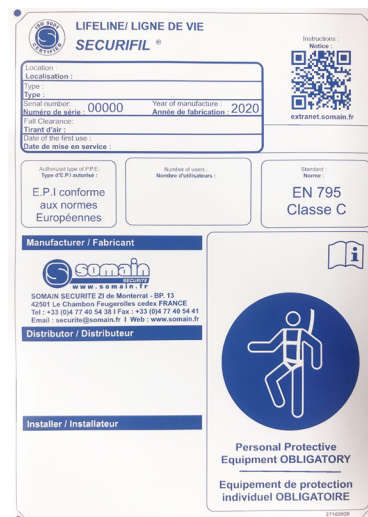 ISO 9001
CERTIFIED
LIFELINE/ LIGNE DE VIE
SECURIFIL ®
Instructions :
Notice :
extranet.somain.fr
Location :
Localisation :
Type :
Type :
Serial number:
Numéro de série : 00000
Year of manufacture :
Année de fabrication : 2020
Fall Clearance:
Tirant d'air :
Date of the first use :
Date de mise en service :
Authorized type of P.P.E:
Type d'E.P.I autorisé :
E.P.I conforme
aux normes
Européennes
Number of users :
Nombre d'utilisateurs :
Standard :
Norme :
EN 795
Classe C
Manufacturer / Fabricant
somain
SECURITE
www.somain.fr
SOMAIN SECURITE ZI de Monterrat - BP. 13
42501 Le Chambon Feugerolles cedex FRANCE
Tel : +33 (0)4 77 40 54 38 I Fax : +33 (0)4 77 40 54 41
Email : securite@somain.fr I Web : www.somain.fr
Distributor / Distributeur
Installer / Installateur
i
Personal Protective
Equipment OBLIGATORY
Equipement de protection
individuel OBLIGATOIRE
27102020